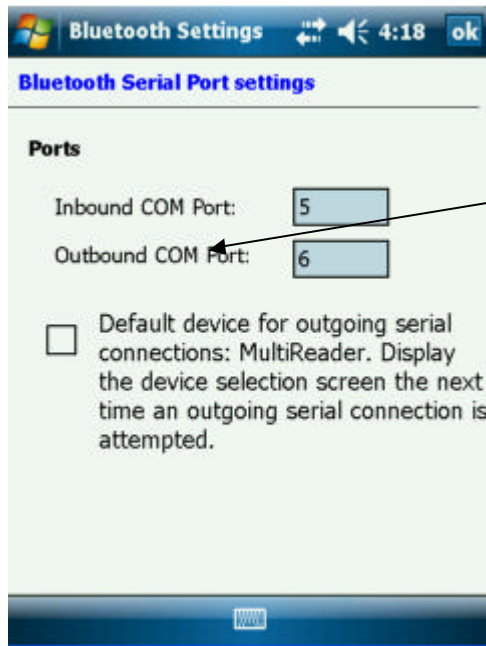 Bluetooth Settings 4:18 ok
Bluetooth Serial Port settings
Ports
Inbound COM Port: 5
Outbound COM Port: 6
Default device for outgoing serial
connections: MultiReader. Display
the device selection screen the next
time an outgoing serial connection is
attempted.